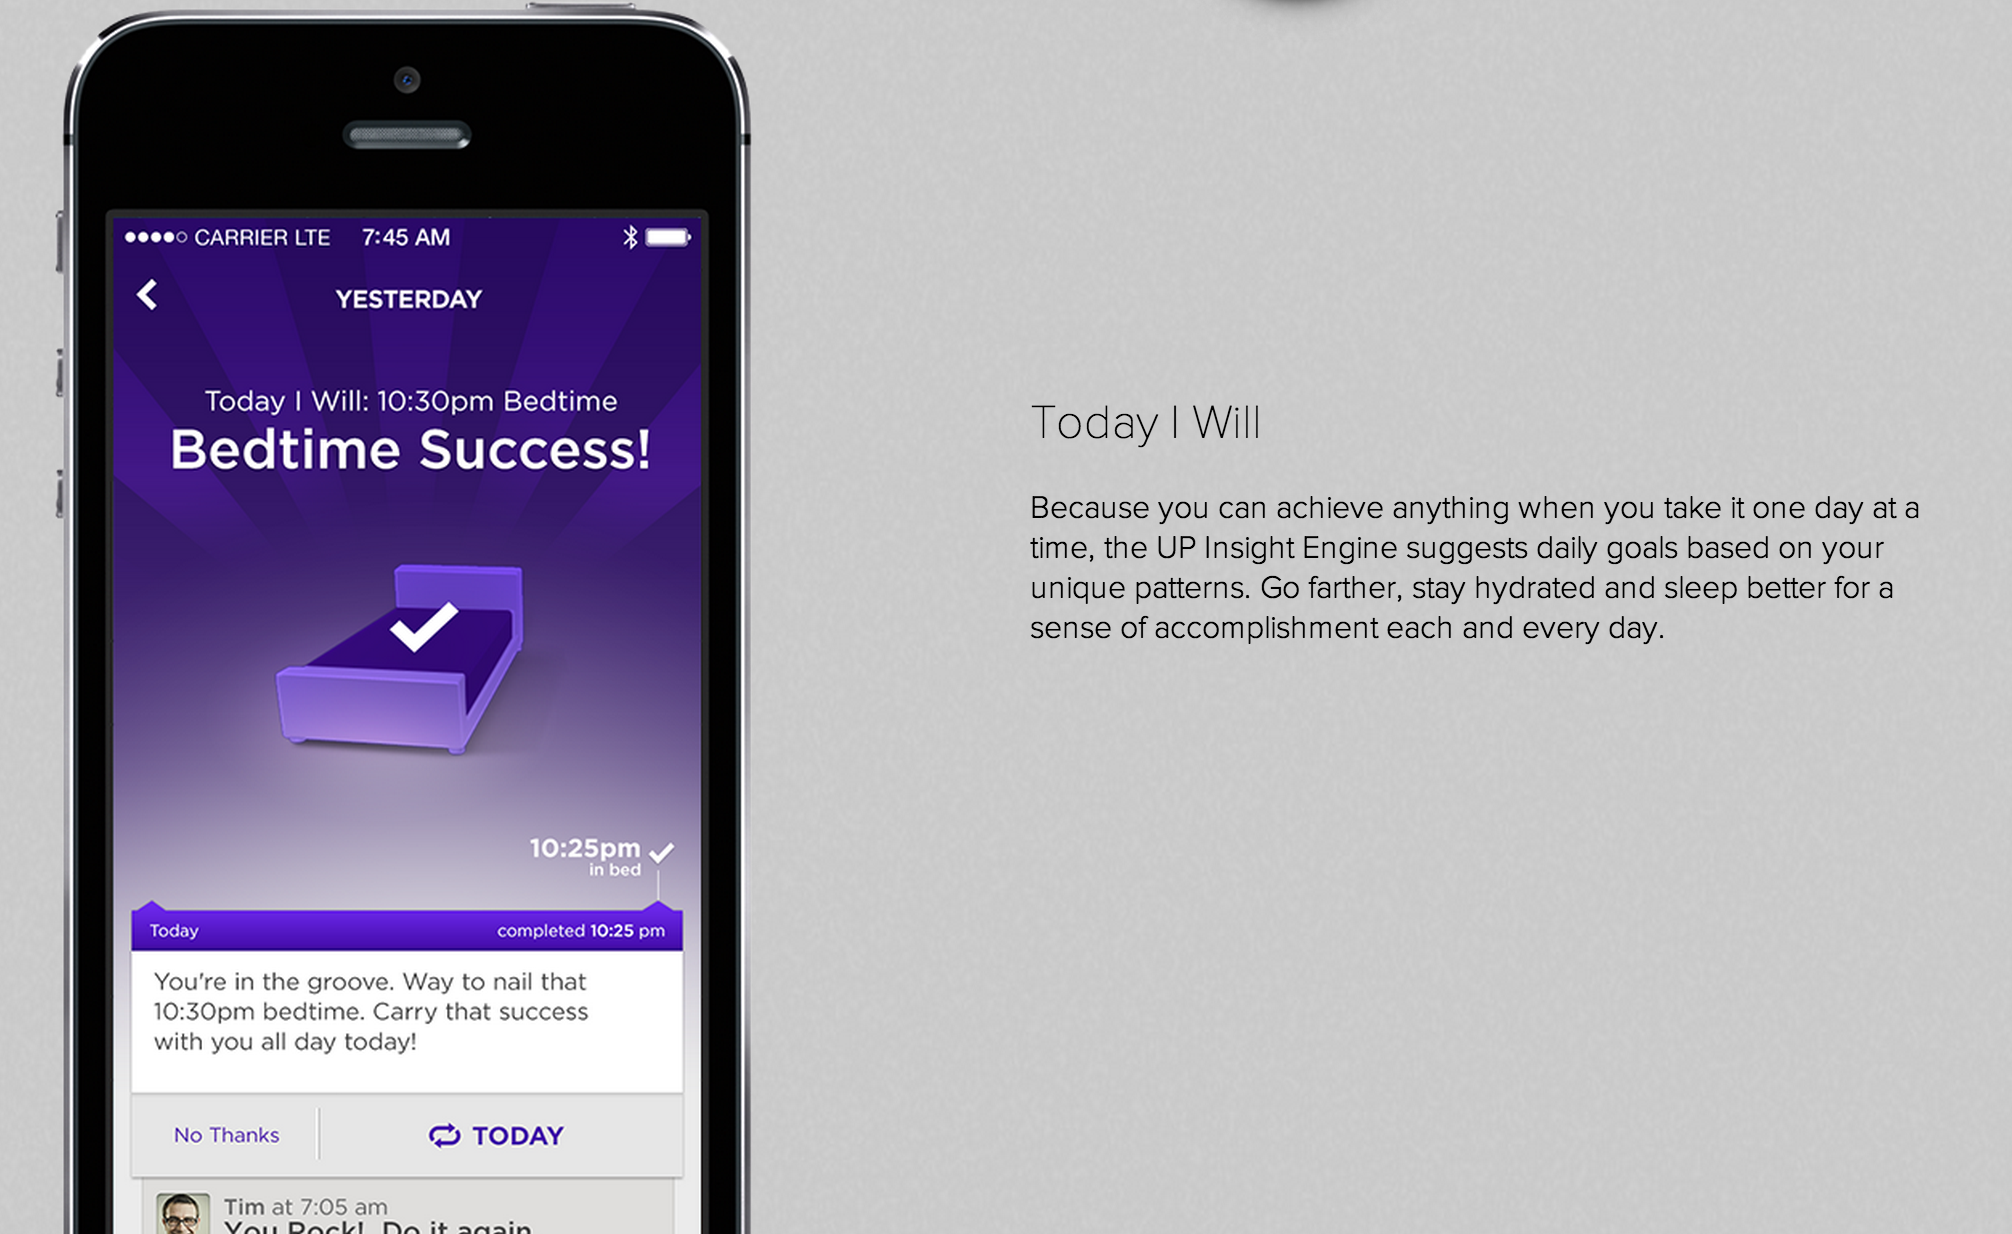 CARRIER LTE 7:45 AM
YESTERDAY
Today I Will: 10:30pm Bedtime
Bedtime Success!
10:25pm
in bed
Today completed 10:25 pm
You're in the groove. Way to nail that
10:30pm bedtime. Carry that success
with you all day today!
No Thanks TODAY
Tim at 7:05 am
You Rock! Do it again
Today I Will
Because you can achieve anything when you take it one day at a
time, the UP Insight Engine suggests daily goals based on your
unique patterns. Go farther, stay hydrated and sleep better for a
sense of accomplishment each and every day.